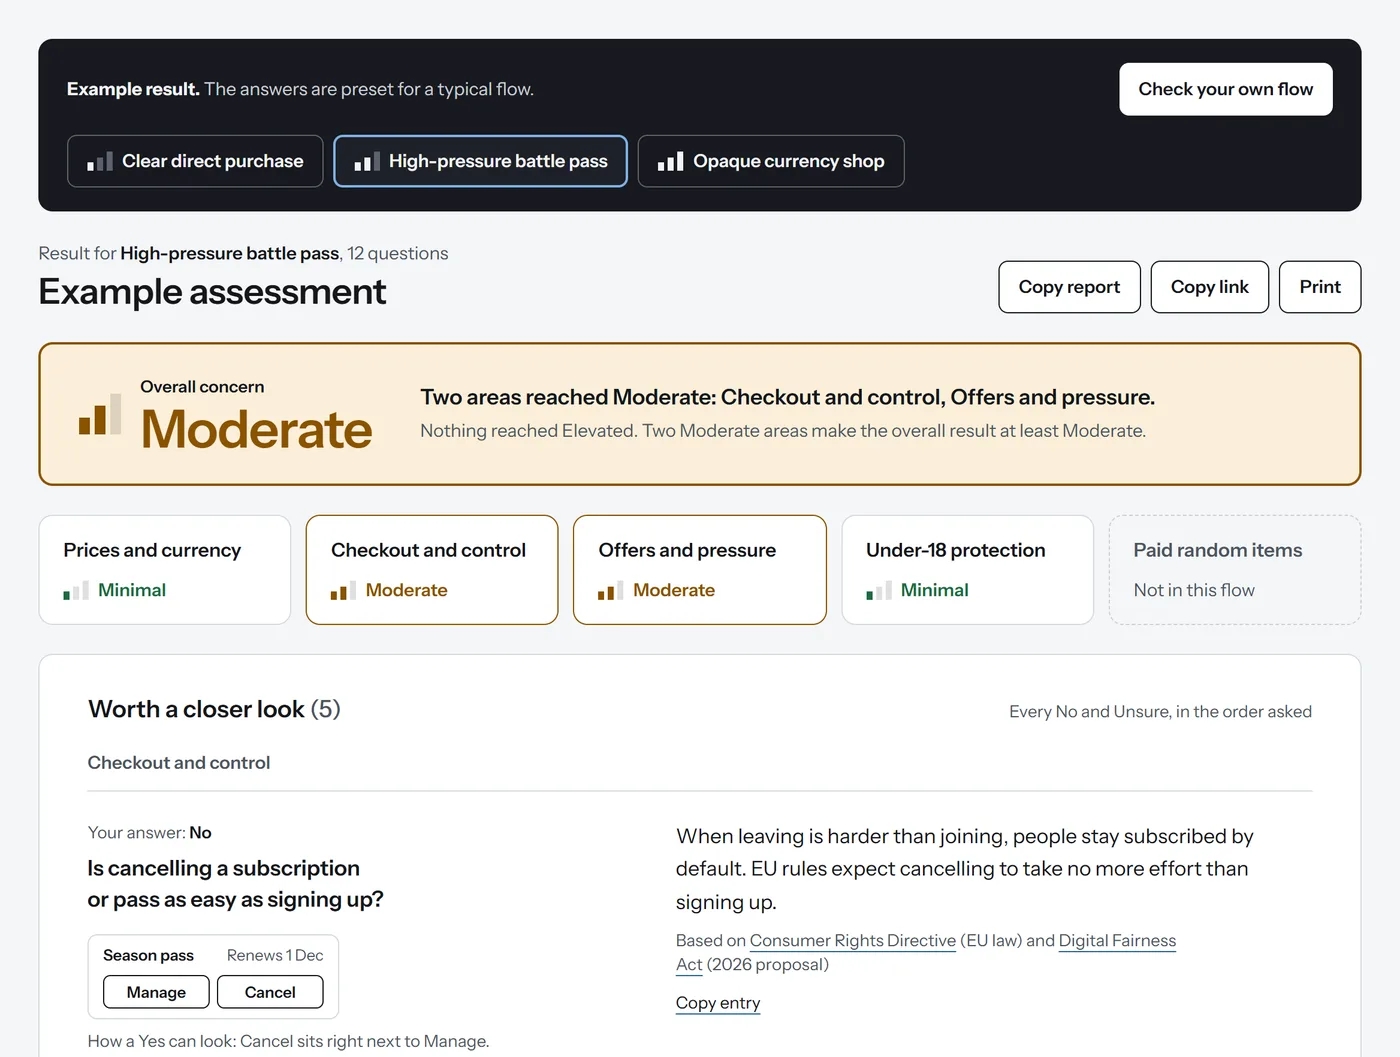 Example result. The answers are preset for a typical flow.
Check your own flow
Clear direct purchase
High-pressure battle pass
Opaque currency shop
Result for High-pressure battle pass, 12 questions
Example assessment
Copy report
Copy link
Print
Overall concern
Moderate
Two areas reached Moderate: Checkout and control, Offers and pressure.
Nothing reached Elevated. Two Moderate areas make the overall result at least Moderate.
Prices and currency
Minimal
Checkout and control
Moderate
Offers and pressure
Moderate
Under-18 protection
Minimal
Paid random items
Not in this flow
Worth a closer look (5)
Every No and Unsure, in the order asked
Checkout and control
Your answer: No
Is cancelling a subscription
or pass as easy as signing up?
Season pass
Renews 1 Dec
Manage
Cancel
How a Yes can look: Cancel sits right next to Manage.
When leaving is harder than joining, people stay subscribed by
default. EU rules expect cancelling to take no more effort than
signing up.
Based on Consumer Rights Directive (EU law) and Digital Fairness
Act (2026 proposal)
Copy entry